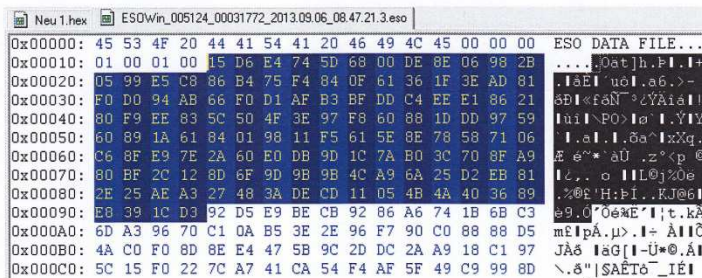 Neu 1.hex ESOWin_005124_00031772_2013.09.06_08.47.21.3.eso
0x00000: 45 53 4F 20 44 41 54 41 20 46 49 4C 45 00 00 00 ESO DATA FILE...
0x00010: 01 00 01 00 15 D6 E4 74 5D 68 00 DE 8E 06 98 2B
0x00020: 05 99 E5 C8 86 B4 75 F4 84 0F 61 36 1F 3E AD 81
0x00030: F0 D0 94 AB 66 F0 D1 AF B3 BF DD C4 EE E1 86 21
0x00040: 80 F9 EE 83 5C 50 4F 3E 97 F8 60 88 1D DD 97 59
0x00050: 60 89 1A 61 84 01 98 11 F5 61 5E 8E 78 58 71 06
0x00060: C6 8F E9 7E 2A 60 E0 DB 9D 1C 7A B0 3C 70 8F A9
0x00070: 80 BF 2C 12 8D 6F 9D 9B 9B 4C A9 6A 25 D2 EB 81
0x00080: 2E 25 AE A3 27 48 3A DE CD 11 05 4B 4A 40 36 89
0x00090: E8 39 1C D3 92 D5 E9 BE CB 92 86 A6 74 1B 6B C3
0x000A0: 6D A3 96 70 C1 0A B5 3E 2E 96 F7 90 C0 88 88 D5
0x000B0: 4A C0 F0 8D 8E E4 47 5B 9C 2D DC 2A A9 18 C1 97
0x000C0: 5C 15 F0 22 7C A7 41 CA 54 F4 AF 5F 49 C9 99 8D